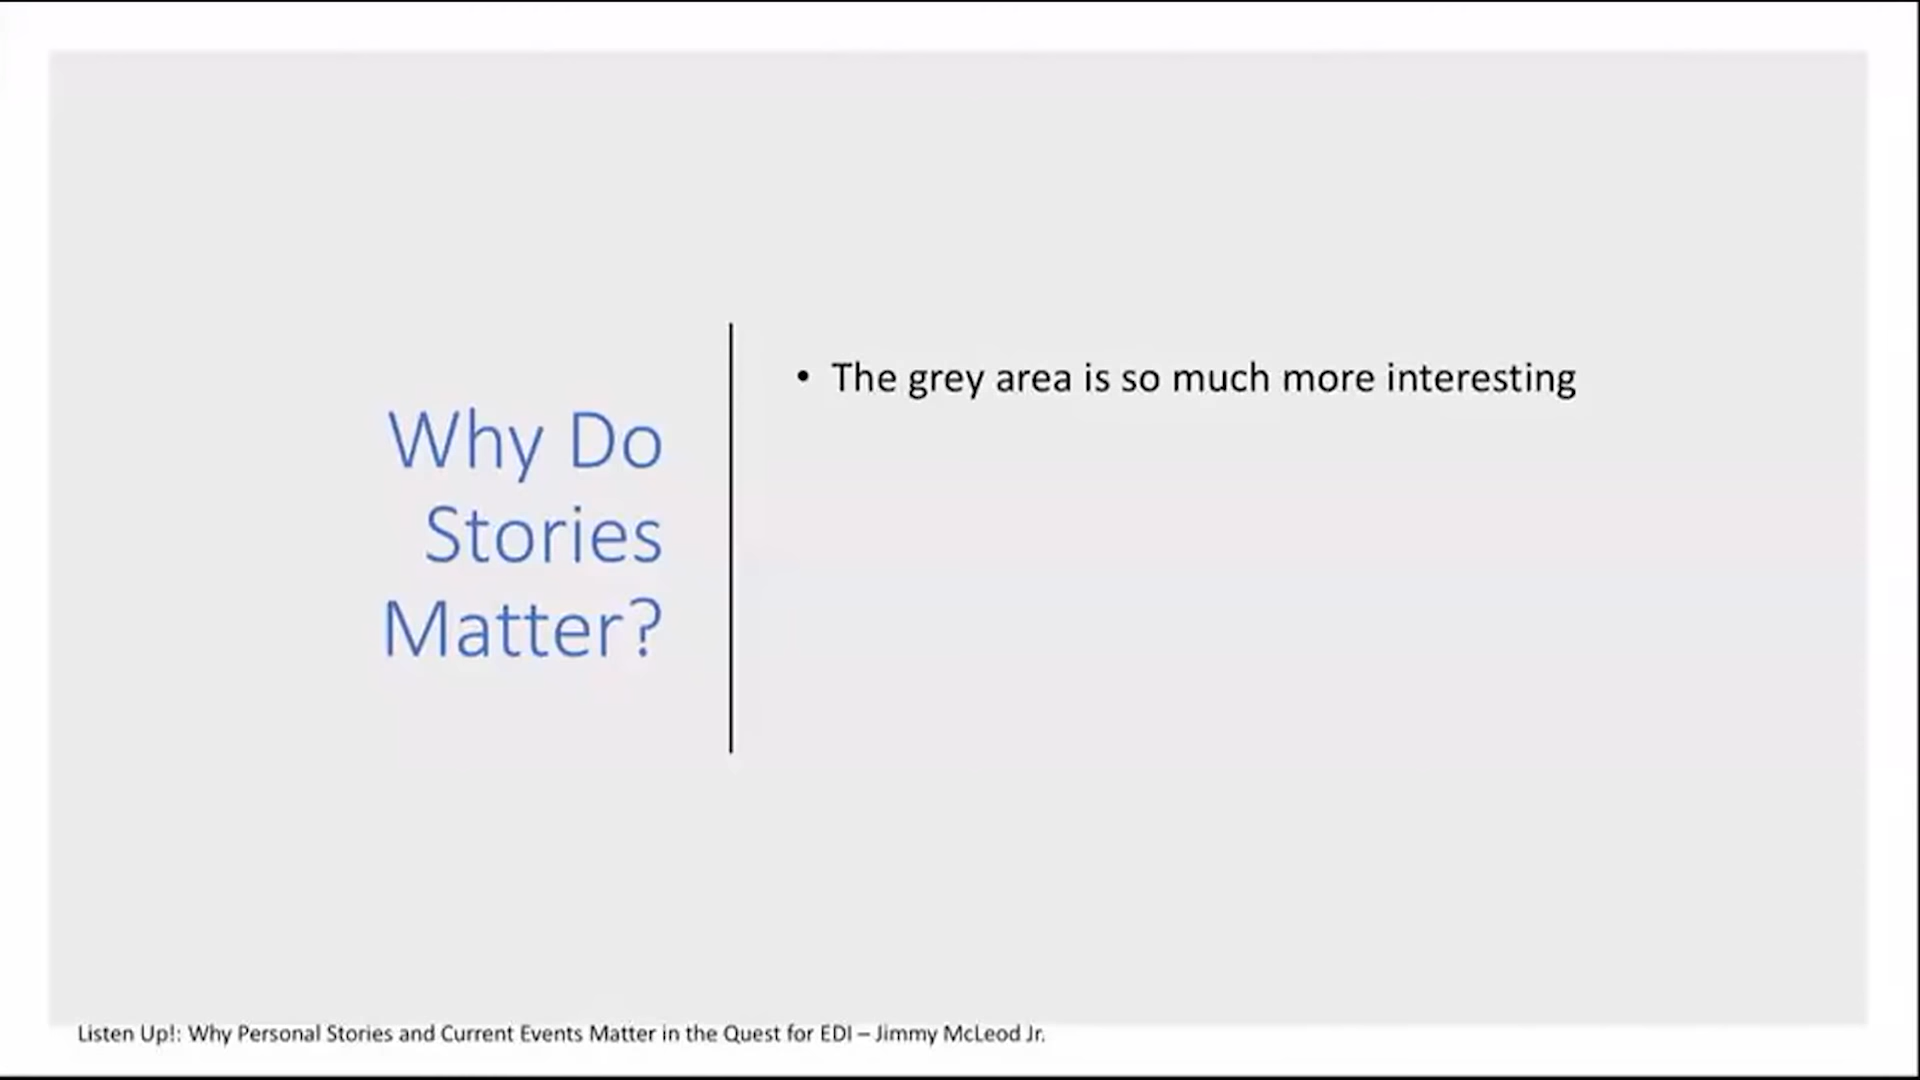 Why Do
Stories
Matter?
• The grey area is so much more interesting
Listen Up!: Why Personal Stories and Current Events Matter in the Quest for EDI – Jimmy McLeod Jr.